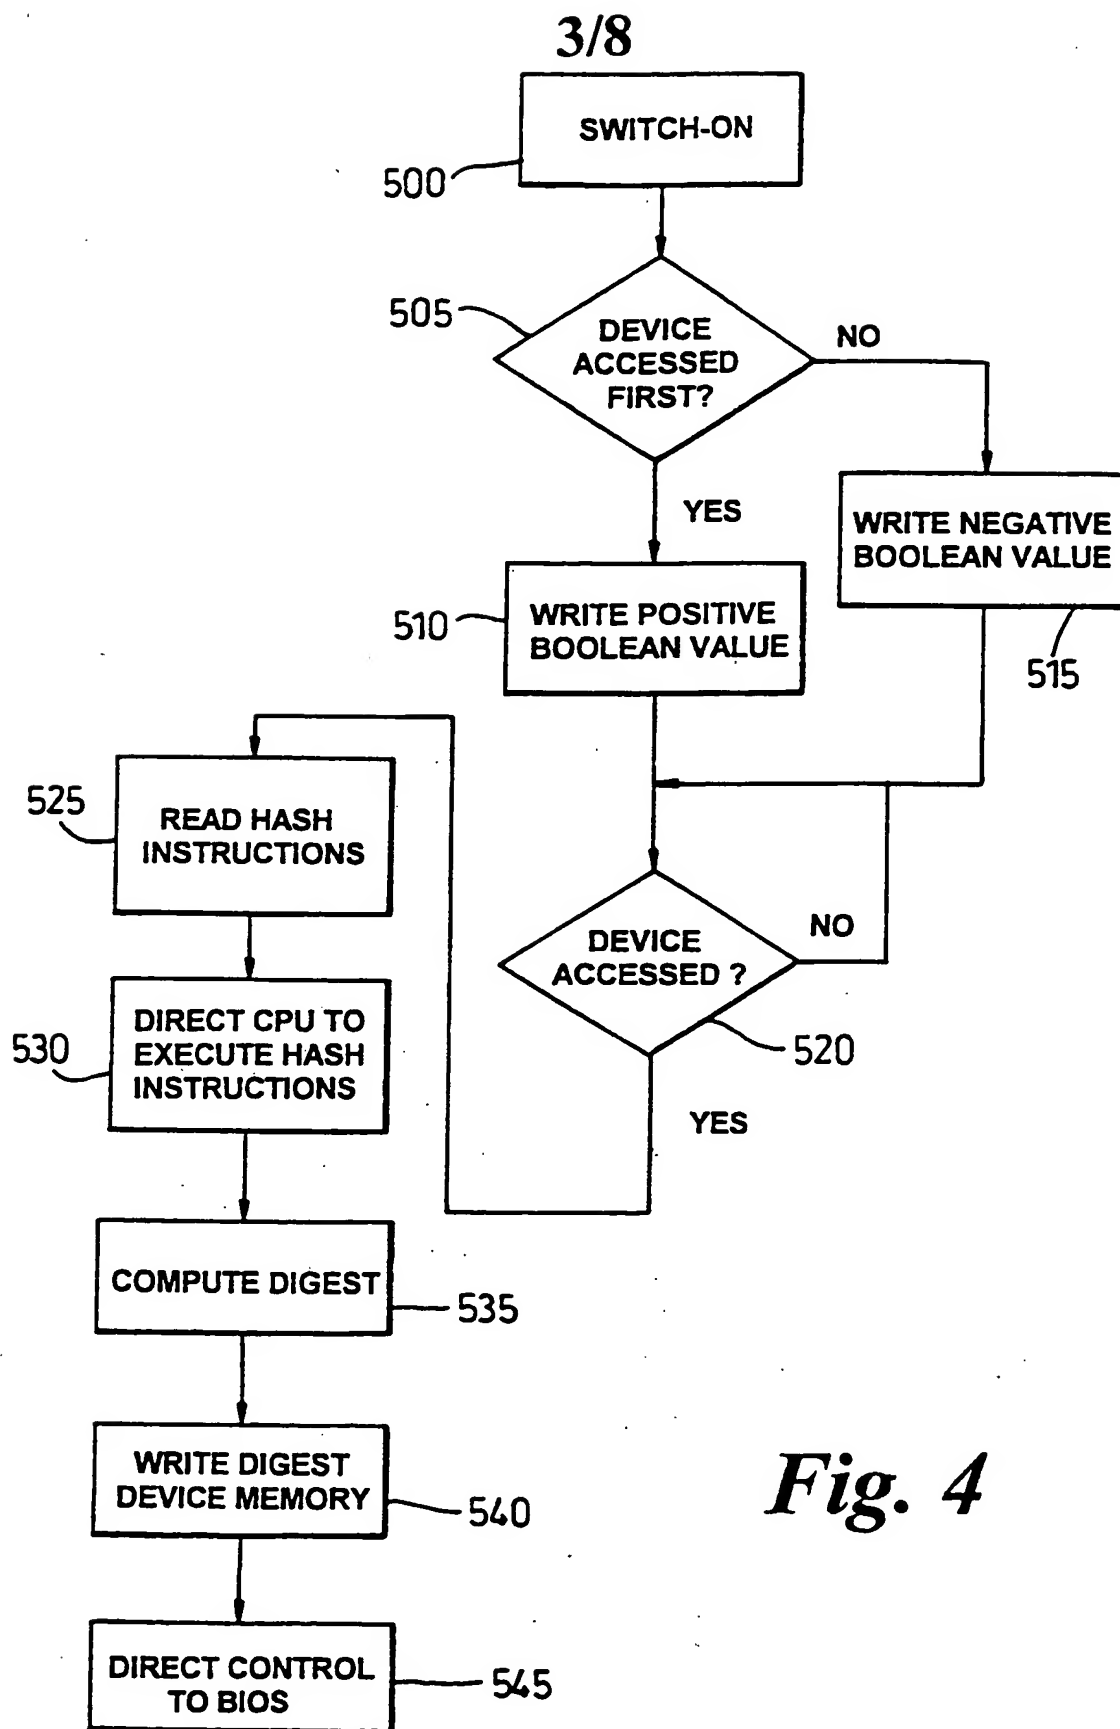 3/8
SWITCH-ON
500
505
DEVICE
ACCESSED
FIRST?
NO
YES
WRITE NEGATIVE
BOOLEAN VALUE
515
510
WRITE POSITIVE
BOOLEAN VALUE
525
READ HASH
INSTRUCTIONS
DEVICE
ACCESSED ?
NO
520
YES
530
DIRECT CPU TO
EXECUTE HASH
INSTRUCTIONS
COMPUTE DIGEST
535
WRITE DIGEST
DEVICE MEMORY
540
DIRECT CONTROL
TO BIOS
545
Fig. 4